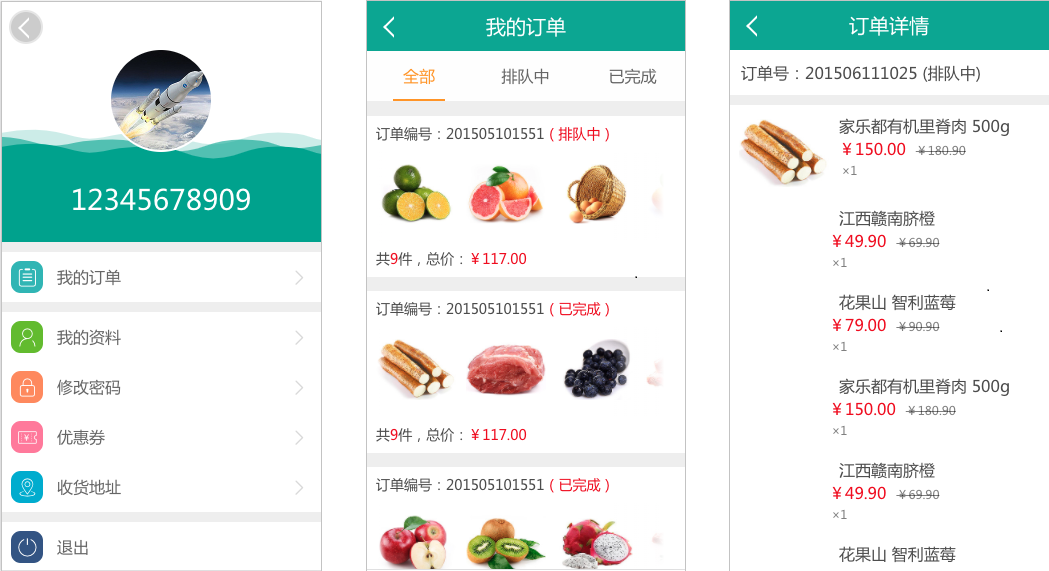 12345678909
我的订单
我的资料
修改密码
优惠券
收货地址
退出
我的订单
全部 排队中 已完成
订单编号：201505101551 ( 排队中 )
共9件，总价：￥117.00
订单编号：201505101551 ( 已完成 )
共9件，总价：￥117.00
订单编号：201505101551 ( 已完成 )
订单详情
订单号：201506111025 (排队中)
家乐都有机里脊肉 500g
￥150.00 ￥180.90
×1
江西赣南脐橙
￥49.90 ￥69.90
×1
花果山 智利蓝莓
￥79.00 ￥90.90
×1
家乐都有机里脊肉 500g
￥150.00 ￥180.90
×1
江西赣南脐橙
￥49.90 ￥69.90
×1
花果山 智利蓝莓